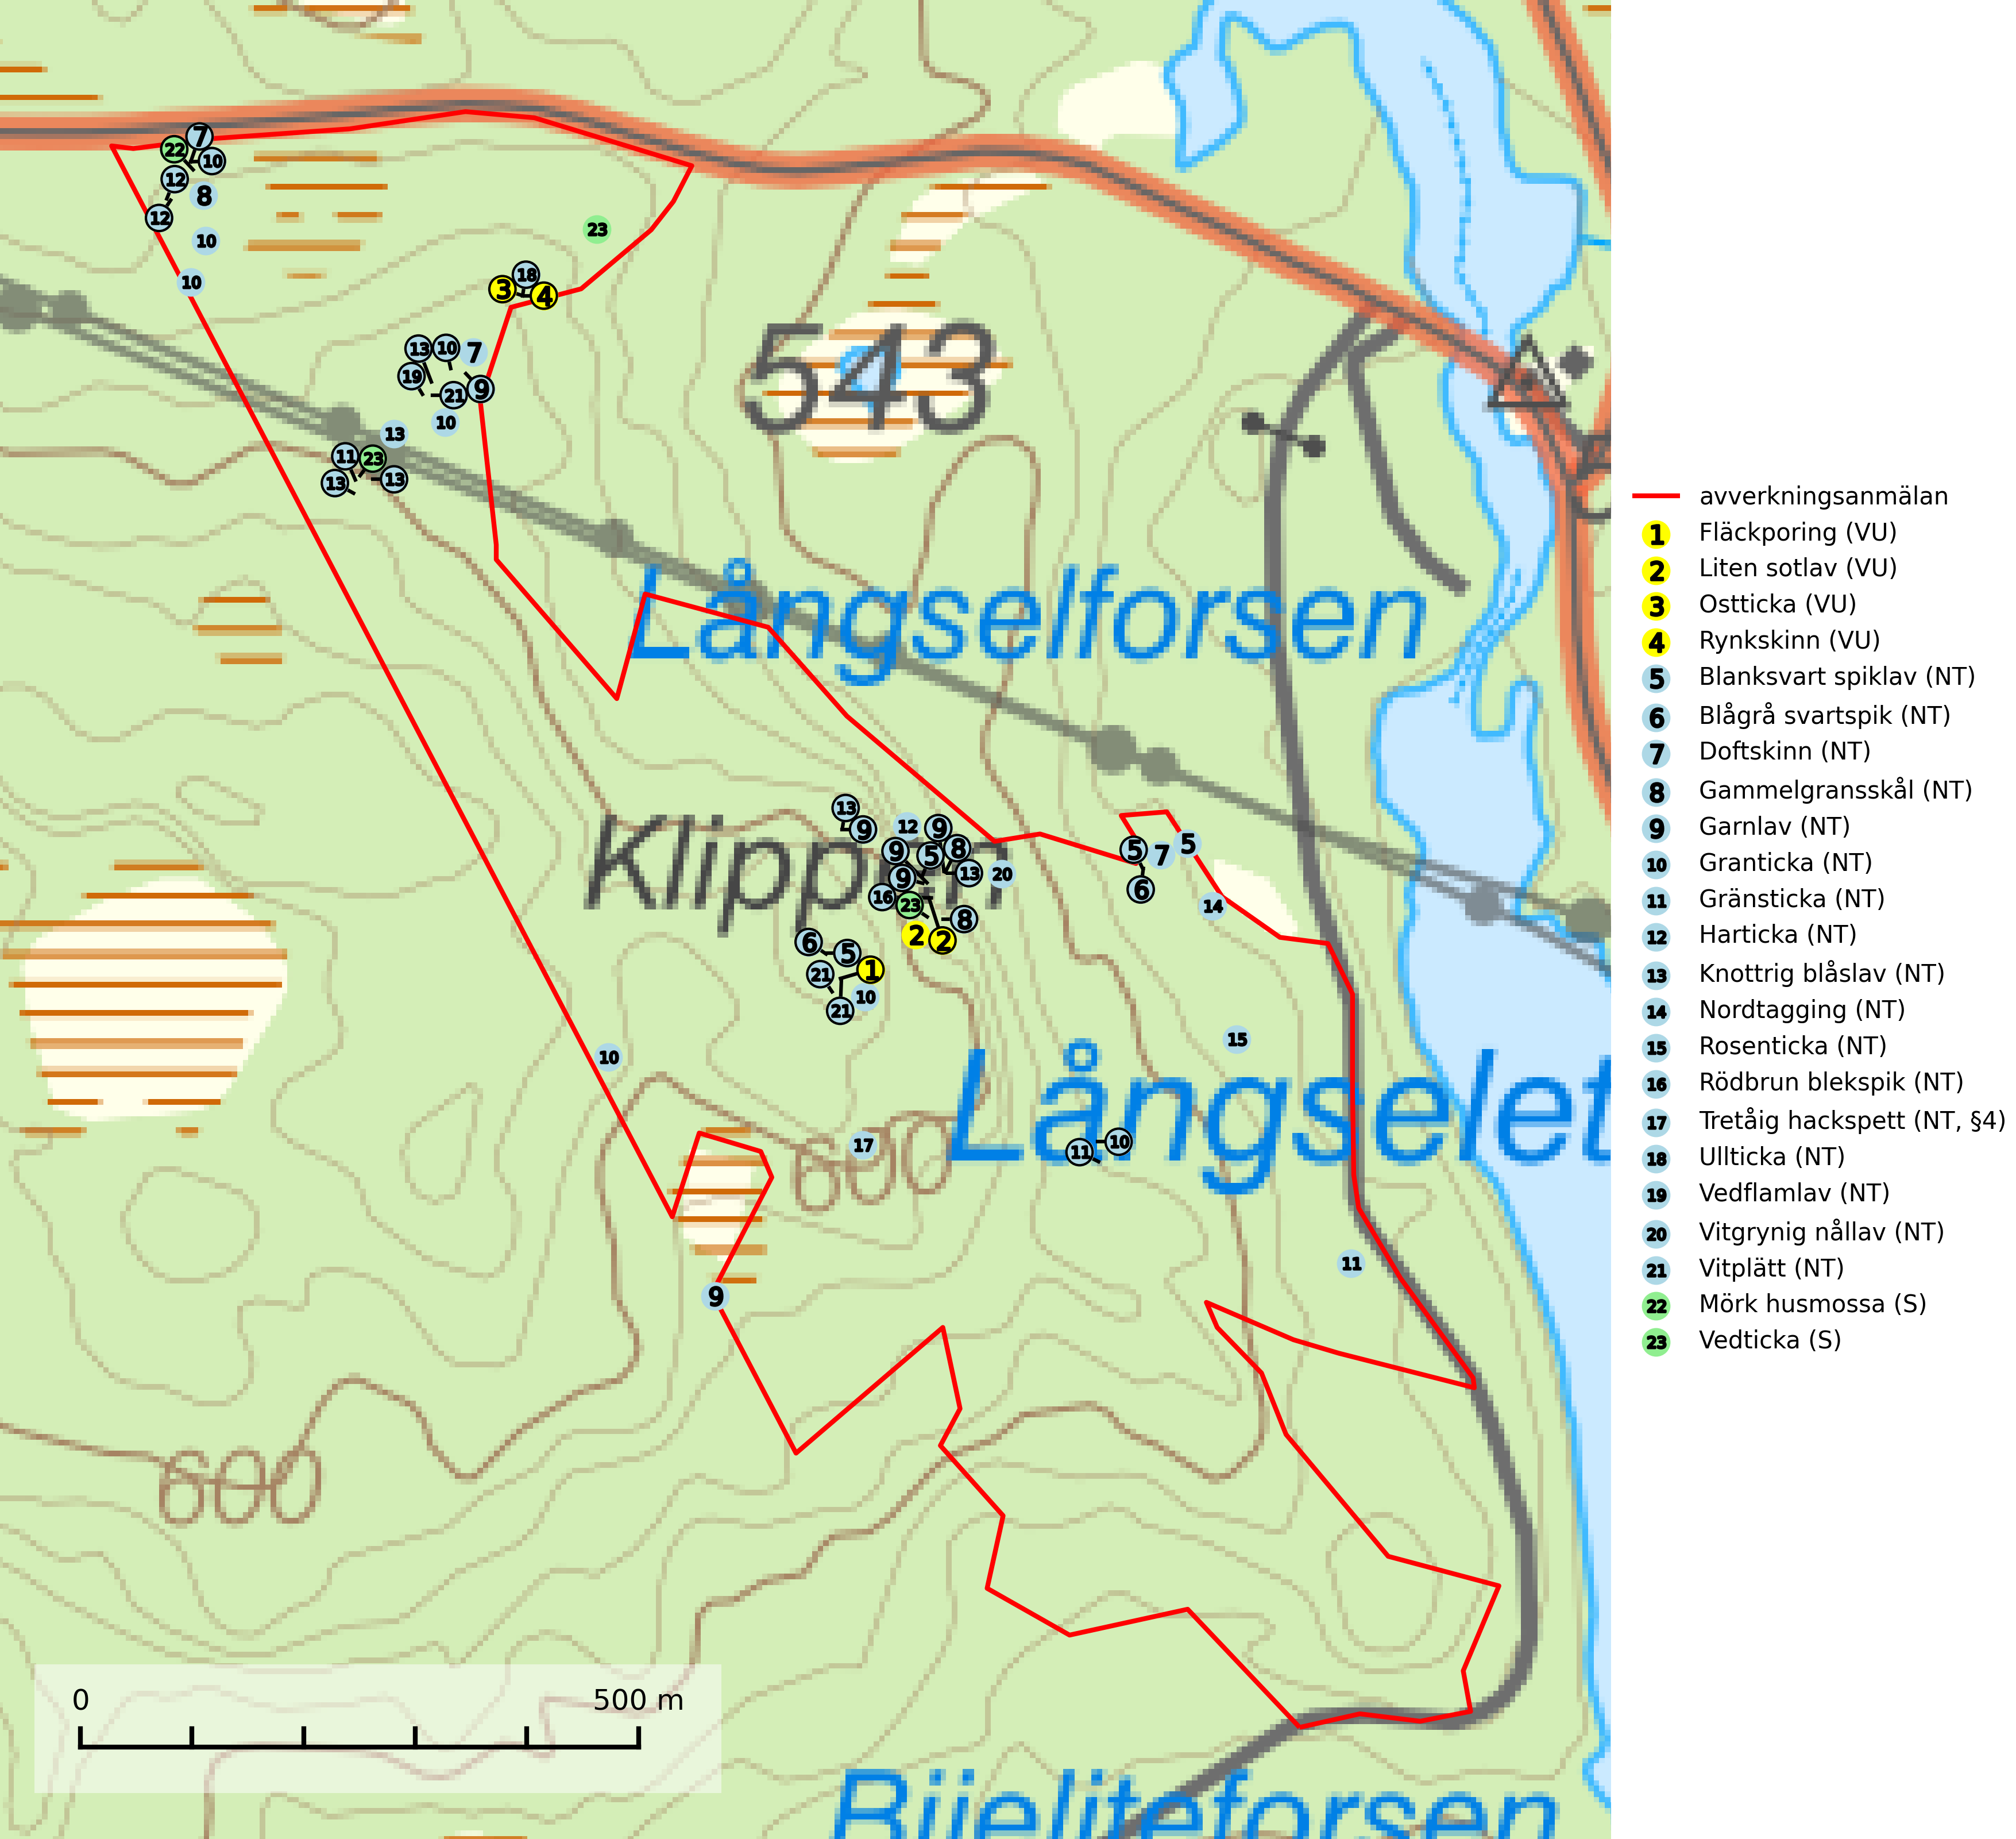 22 7
10
12
8
12
10
10
23
18
3 4
13 10 7
19
21 9
10
13
11 23
13 13
543
Långselforsen
13
9
12 9
9 5 8
9 13 20
16 23 8
2 2
Klippen
5 7 5
6
14
6 5
21 1
10
21
10
15
Långselet
17
600
11 10
11
9
600
0 500 m
Bijeliteforsen
avverkningsanmälan
1 Fläckporing (VU)
2 Liten sotlav (VU)
3 Ostticka (VU)
4 Rynkskinn (VU)
5 Blanksvart spiklav (NT)
6 Blågrå svartspik (NT)
7 Doftskinn (NT)
8 Gammelgransskål (NT)
9 Garnlav (NT)
10 Granticka (NT)
11 Gränsticka (NT)
12 Harticka (NT)
13 Knottrig blåslav (NT)
14 Nordtagging (NT)
15 Rosenticka (NT)
16 Rödbrun blekspik (NT)
17 Tretåig hackspett (NT, §4)
18 Ullticka (NT)
19 Vedflamlav (NT)
20 Vitgrynig nållav (NT)
21 Vitplätt (NT)
22 Mörk husmossa (S)
23 Vedticka (S)